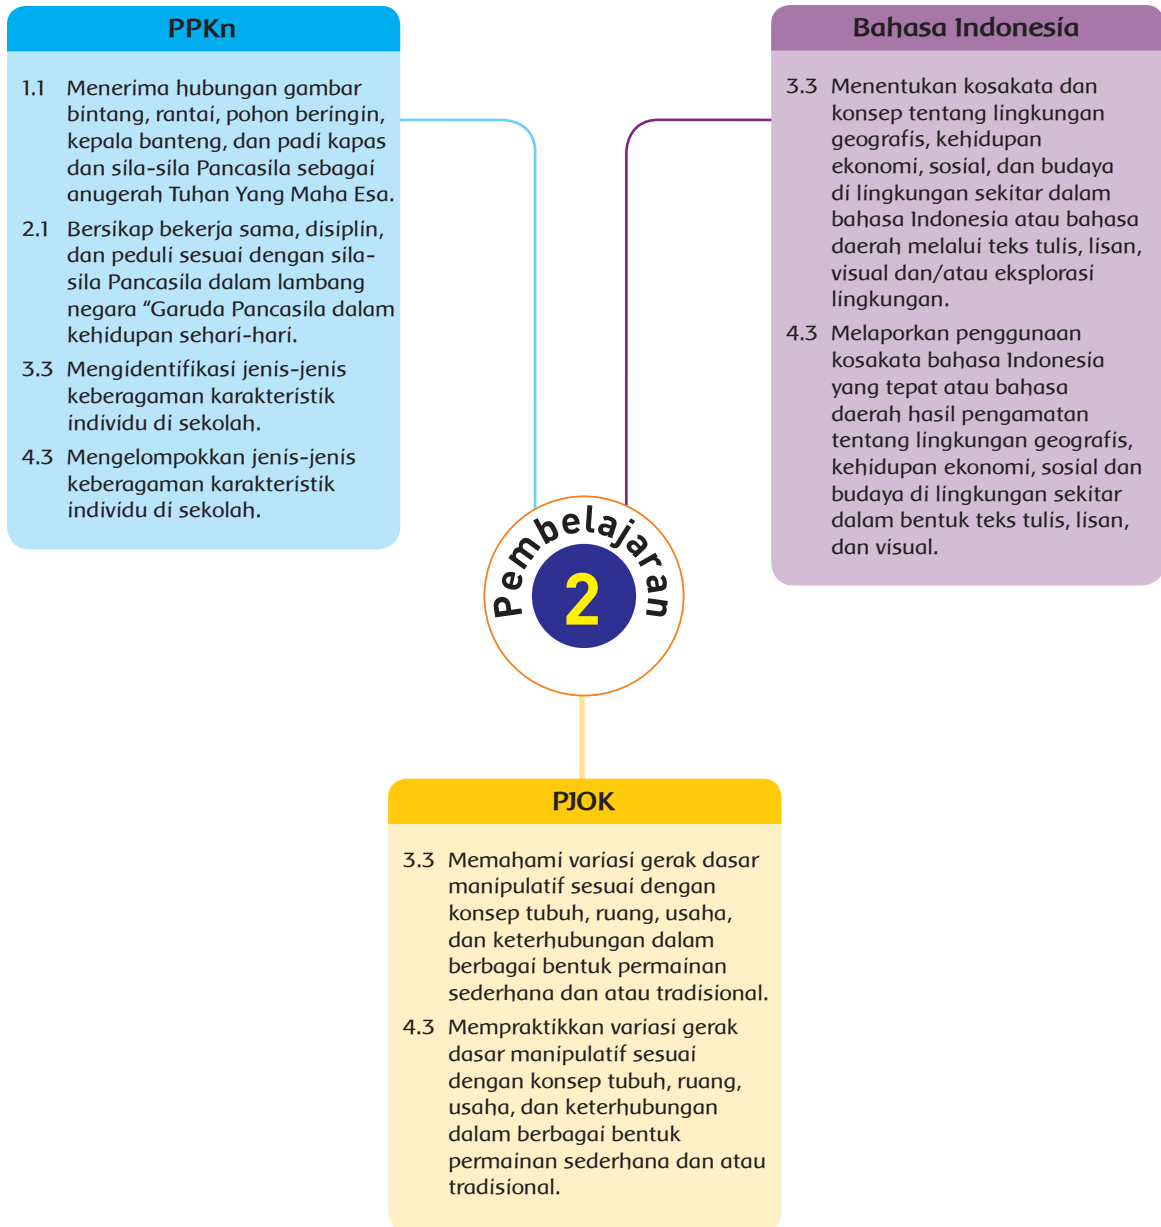 PPKn
1.1 Menerima hubungan gambar
bintang, rantai, pohon beringin,
kepala banteng, dan padi kapas
dan sila-sila Pancasila sebagai
anugerah Tuhan Yang Maha Esa.
2.1 Bersikap bekerja sama, disiplin,
dan peduli sesuai dengan sila-
sila Pancasila dalam lambang
negara “Garuda Pancasila dalam
kehidupan sehari-hari.
3.3 Mengidentifikasi jenis-jenis
keberagaman karakteristik
individu di sekolah.
4.3 Mengelompokkan jenis-jenis
keberagaman karakteristik
individu di sekolah.
Bahasa Indonesia
3.3 Menentukan kosakata dan
konsep tentang lingkungan
geografis, kehidupan
ekonomi, sosial, dan budaya
di lingkungan sekitar dalam
bahasa Indonesia atau bahasa
daerah melalui teks tulis, lisan,
visual dan/atau eksplorasi
lingkungan.
4.3 Melaporkan penggunaan
kosakata bahasa Indonesia
yang tepat atau bahasa
daerah hasil pengamatan
tentang lingkungan geografis,
kehidupan ekonomi, sosial dan
budaya di lingkungan sekitar
dalam bentuk teks tulis, lisan,
dan visual.
Pembelajaran
2
PJOK
3.3 Memahami variasi gerak dasar
manipulatif sesuai dengan
konsep tubuh, ruang, usaha,
dan keterhubungan dalam
berbagai bentuk permainan
sederhana dan atau tradisional.
4.3 Mempraktikkan variasi gerak
dasar manipulatif sesuai
dengan konsep tubuh, ruang,
usaha, dan keterhubungan
dalam berbagai bentuk
permainan sederhana dan atau
tradisional.